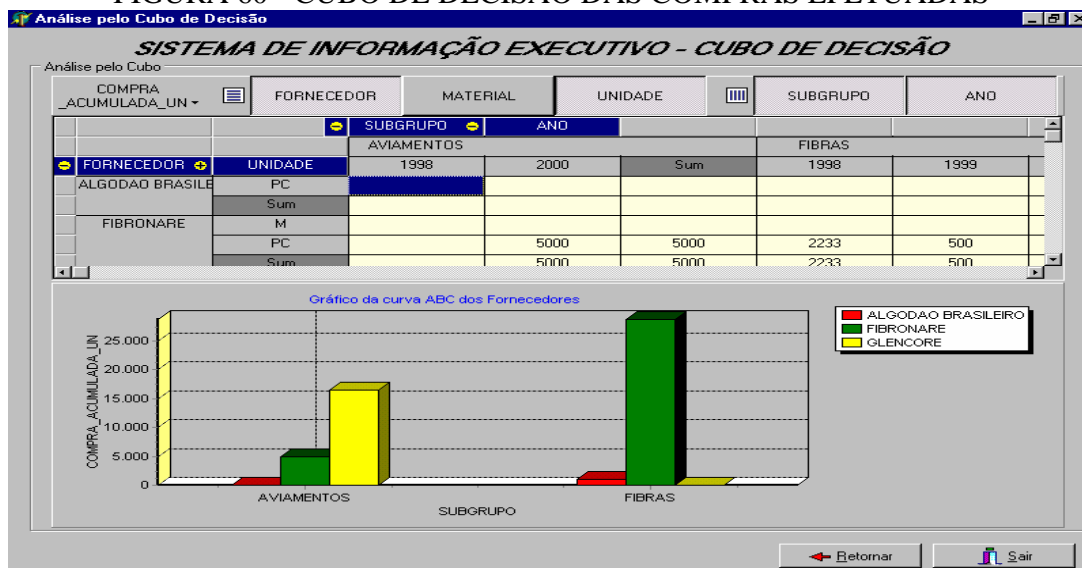 Análise pelo Cubo de Decisão
SISTEMA DE INFORMAÇÃO EXECUTIVO - CUBO DE DECISÃO
Análise pelo Cubo
COMPRA
_ACUMULADA_UN
FORNECEDOR MATERIAL UNIDADE SUBGRUPO ANO
SUBGRUPO ANO
AVIAMENTOS FIBRAS
FORNECEDOR UNIDADE 1998 2000 Sum 1998 1999
ALGODAO BRASILE PC
Sum
FIBRONARE M
PC 5000 5000 2233 500
Sum 5000 5000 2233 500
Gráfico da curva ABC dos Fornecedores
ALGODAO BRASILEIRO
FIBRONARE
GLENCORE
COMPRA_ACUMULADA_UN
25.000
20.000
15.000
10.000
5.000
0
AVIAMENTOS FIBRAS
SUBGRUPO
Retornar Sair